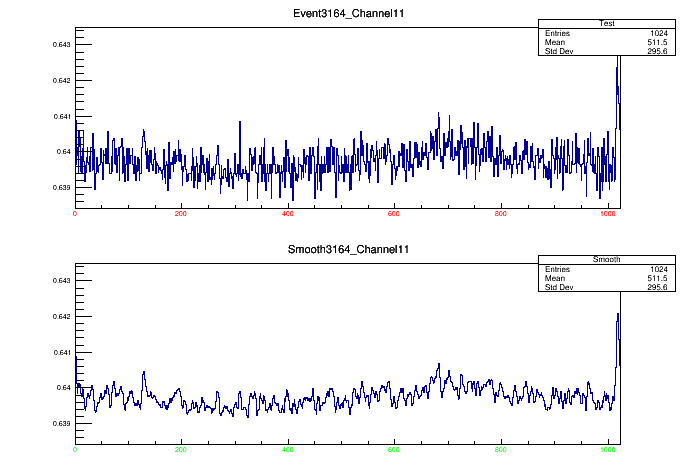 Event3164_Channel11
Test
Entries 1024
Mean 511.5
Std Dev 295.6
0.643
0.642
0.641
0.64
0.639
0 200 400 600 800 1000
Smooth3164_Channel11
Smooth
Entries 1024
Mean 511.5
Std Dev 295.6
0.643
0.642
0.641
0.64
0.639
0 200 400 600 800 1000